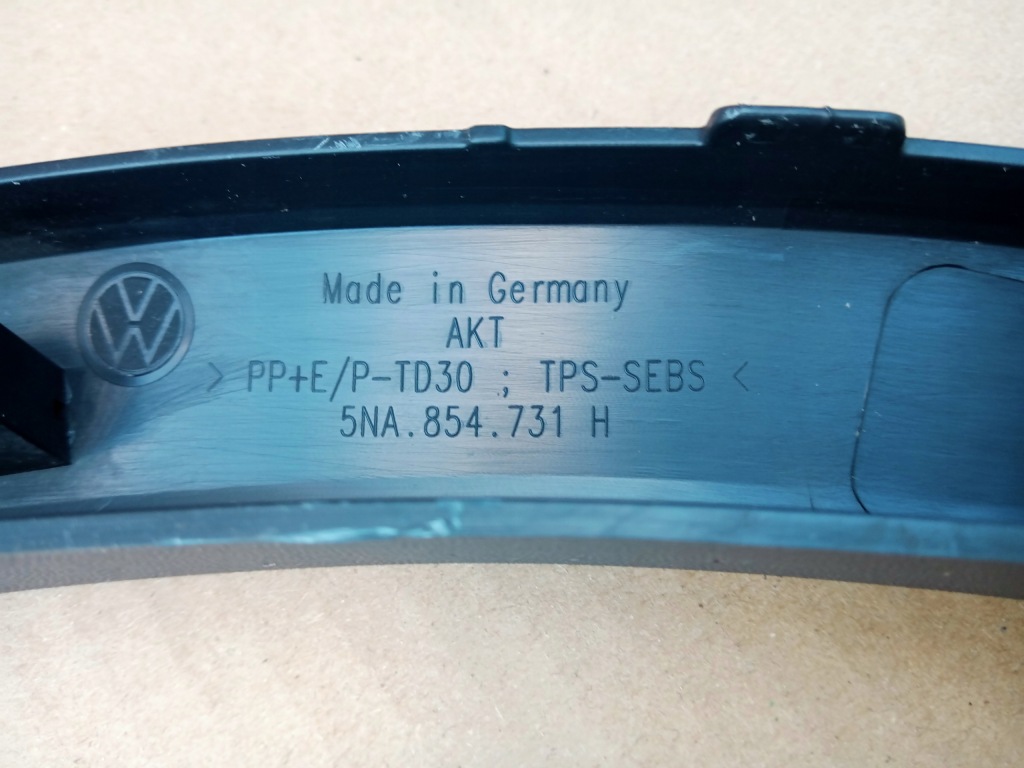 Made in Germany
AKT
> PP+E/P-TD30 ; TPS-SEBS <
5NA.854.731 H